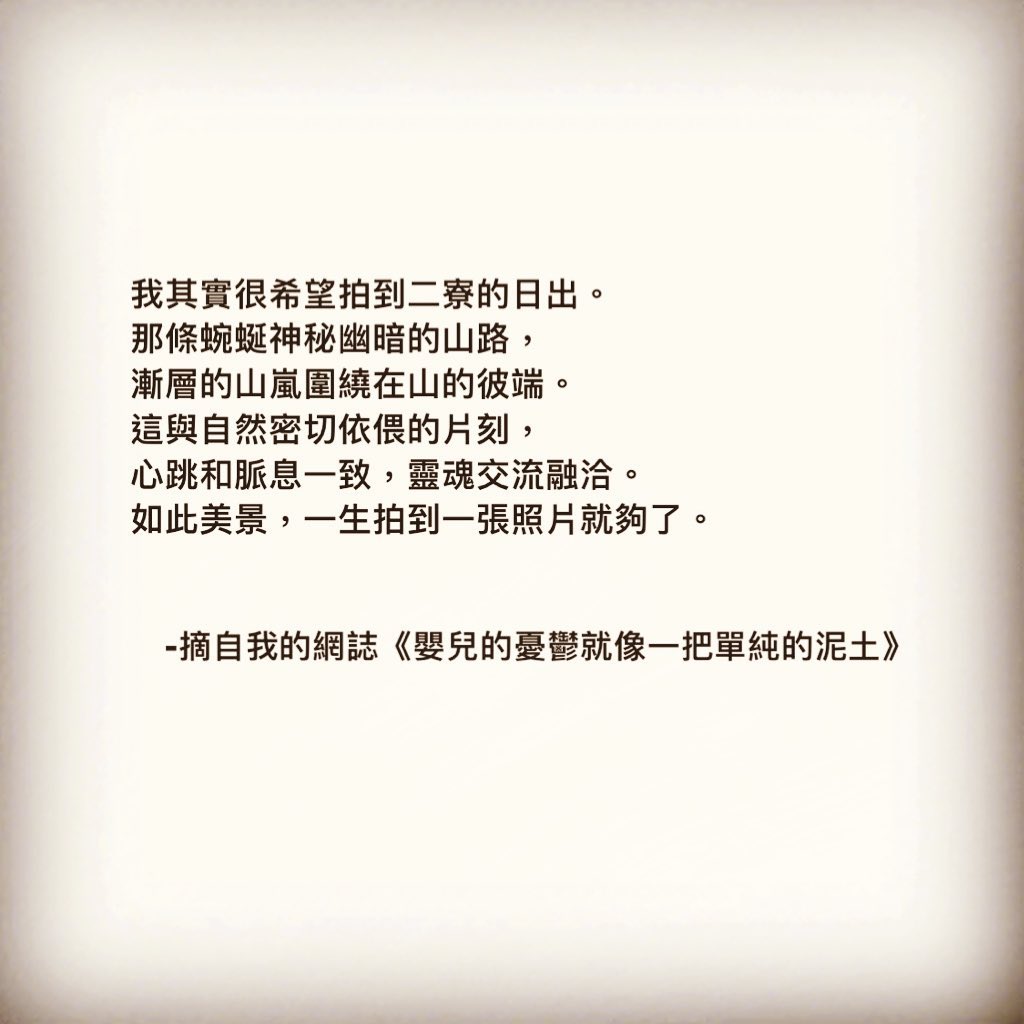 我其實很希望拍到二寮的日出。
那條蜿蜒神秘幽暗的山路，
漸層的山嵐圍繞在山的彼端。
這與自然密切依偎的片刻，
心跳和脈息一致，靈魂交流融洽。
如此美景，一生拍到一張照片就夠了。
-摘自我的網誌《嬰兒的憂鬱就像一把單純的泥土》